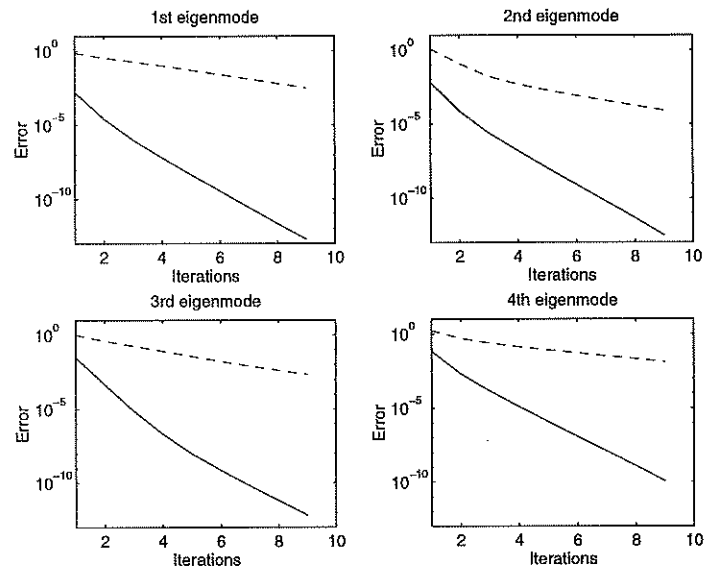 1st eigenmode
10^0
10^-5
10^-10
Error
2 4 6 8 10
Iterations
2nd eigenmode
10^0
10^-5
10^-10
Error
2 4 6 8 10
Iterations
3rd eigenmode
10^0
10^-5
10^-10
Error
2 4 6 8 10
Iterations
4th eigenmode
10^0
10^-5
10^-10
Error
2 4 6 8 10
Iterations